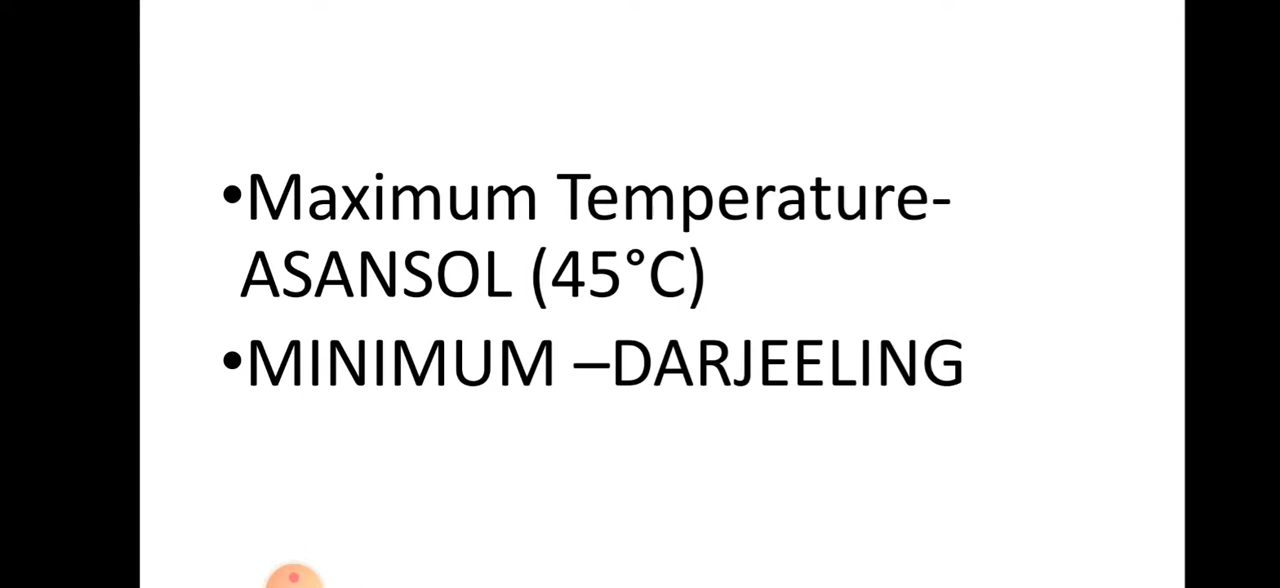 •Maximum Temperature-
ASANSOL (45°C)
•MINIMUM –DARJEELING